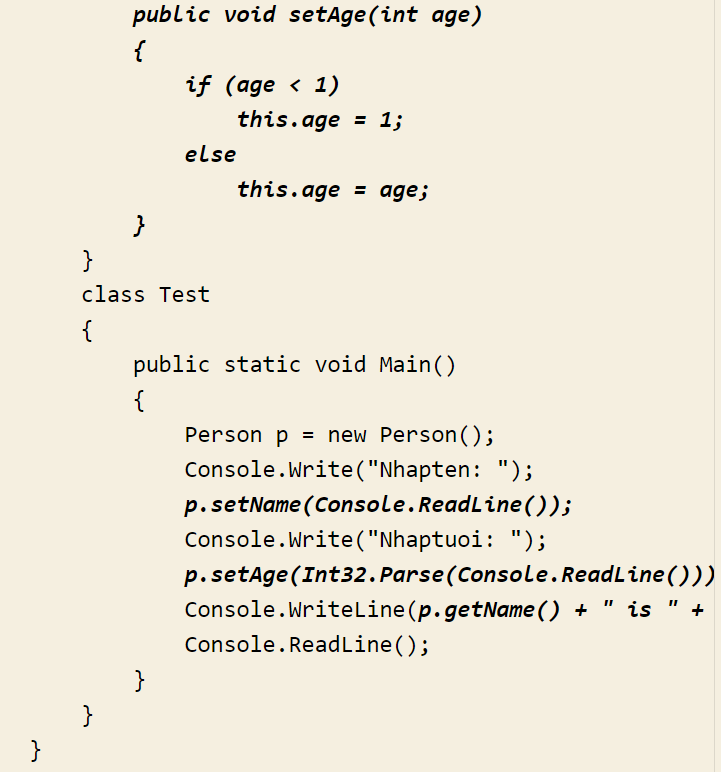 public void setAge(int age)
{
if (age < 1)
this.age = 1;
else
this.age = age;
}
}
class Test
{
public static void Main()
{
Person p = new Person();
Console.Write("Nhapten: ");
p.setName(Console.ReadLine());
Console.Write("Nhaptuoi: ");
p.setAge(Int32.Parse(Console.ReadLine()))
Console.WriteLine(p.getName() + " is " +
Console.ReadLine();
}
}
}